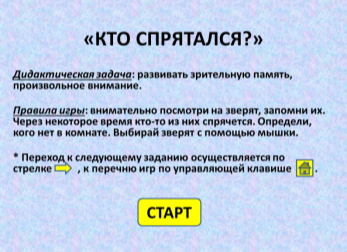 «КТО СПРЯТАЛСЯ?»
Дидактическая задача: развивать зрительную память,
произвольное внимание.
Правила игры: внимательно посмотри на зверят, запомни их.
Через некоторое время кто-то из них спрячется. Определи,
кого нет в комнате. Выбирай зверят с помощью мышки.
* Переход к следующему заданию осуществляется по
стрелке , к перечню игр по управляющей клавише .
СТАРТ